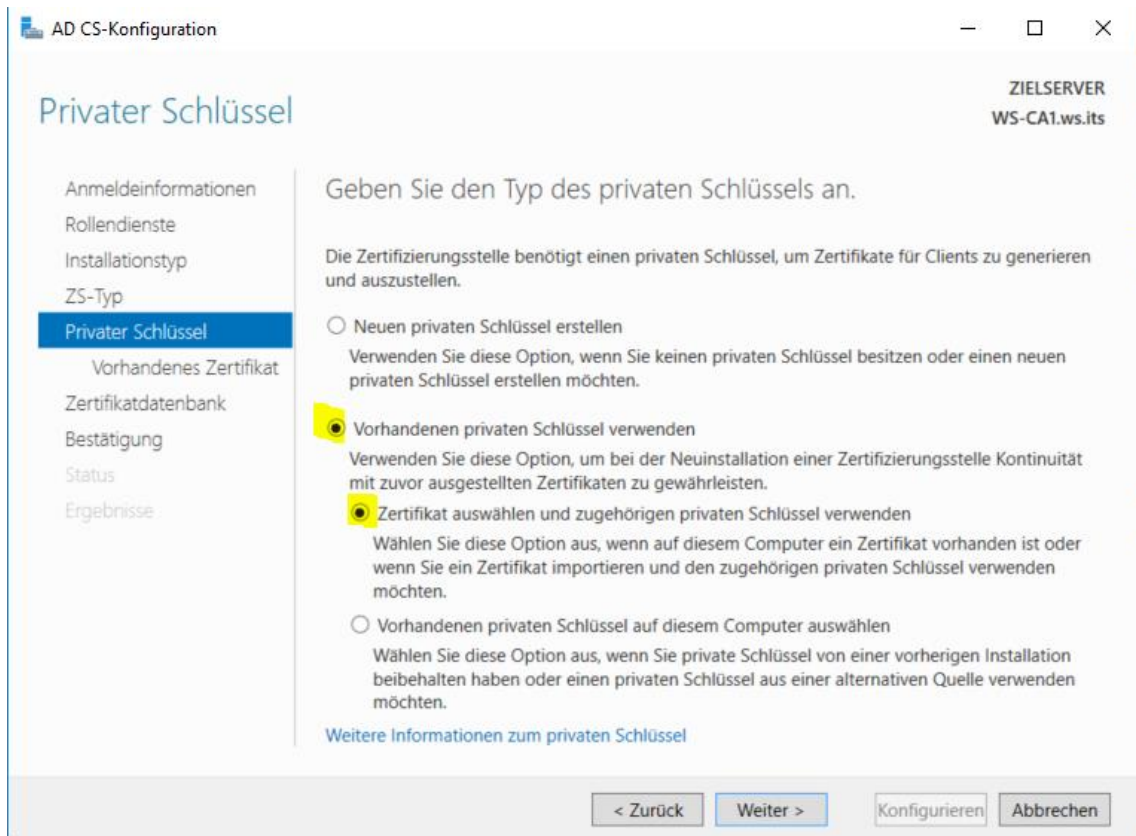 AD CS-Konfiguration
Privater Schlüssel
ZIELSERVER
WS-CA1.ws.its
Anmeldeinformationen
Rollendienste
Installationstyp
ZS-Typ
Privater Schlüssel
Vorhandenes Zertifikat
Zertifikatdatenbank
Bestätigung
Status
Ergebnisse
Geben Sie den Typ des privaten Schlüssels an.
Die Zertifizierungsstelle benötigt einen privaten Schlüssel, um Zertifikate für Clients zu generieren
und auszustellen.
Neuen privaten Schlüssel erstellen
Verwenden Sie diese Option, wenn Sie keinen privaten Schlüssel besitzen oder einen neuen
privaten Schlüssel erstellen möchten.
Vorhandenen privaten Schlüssel verwenden
Verwenden Sie diese Option, um bei der Neuinstallation einer Zertifizierungsstelle Kontinuität
mit zuvor ausgestellten Zertifikaten zu gewährleisten.
Zertifikat auswählen und zugehörigen privaten Schlüssel verwenden
Wählen Sie diese Option aus, wenn auf diesem Computer ein Zertifikat vorhanden ist oder
wenn Sie ein Zertifikat importieren und den zugehörigen privaten Schlüssel verwenden
möchten.
Vorhandenen privaten Schlüssel auf diesem Computer auswählen
Wählen Sie diese Option aus, wenn Sie private Schlüssel von einer vorherigen Installation
beibehalten haben oder einen privaten Schlüssel aus einer alternativen Quelle verwenden
möchten.
Weitere Informationen zum privaten Schlüssel
< Zurück
Weiter >
Konfigurieren
Abbrechen